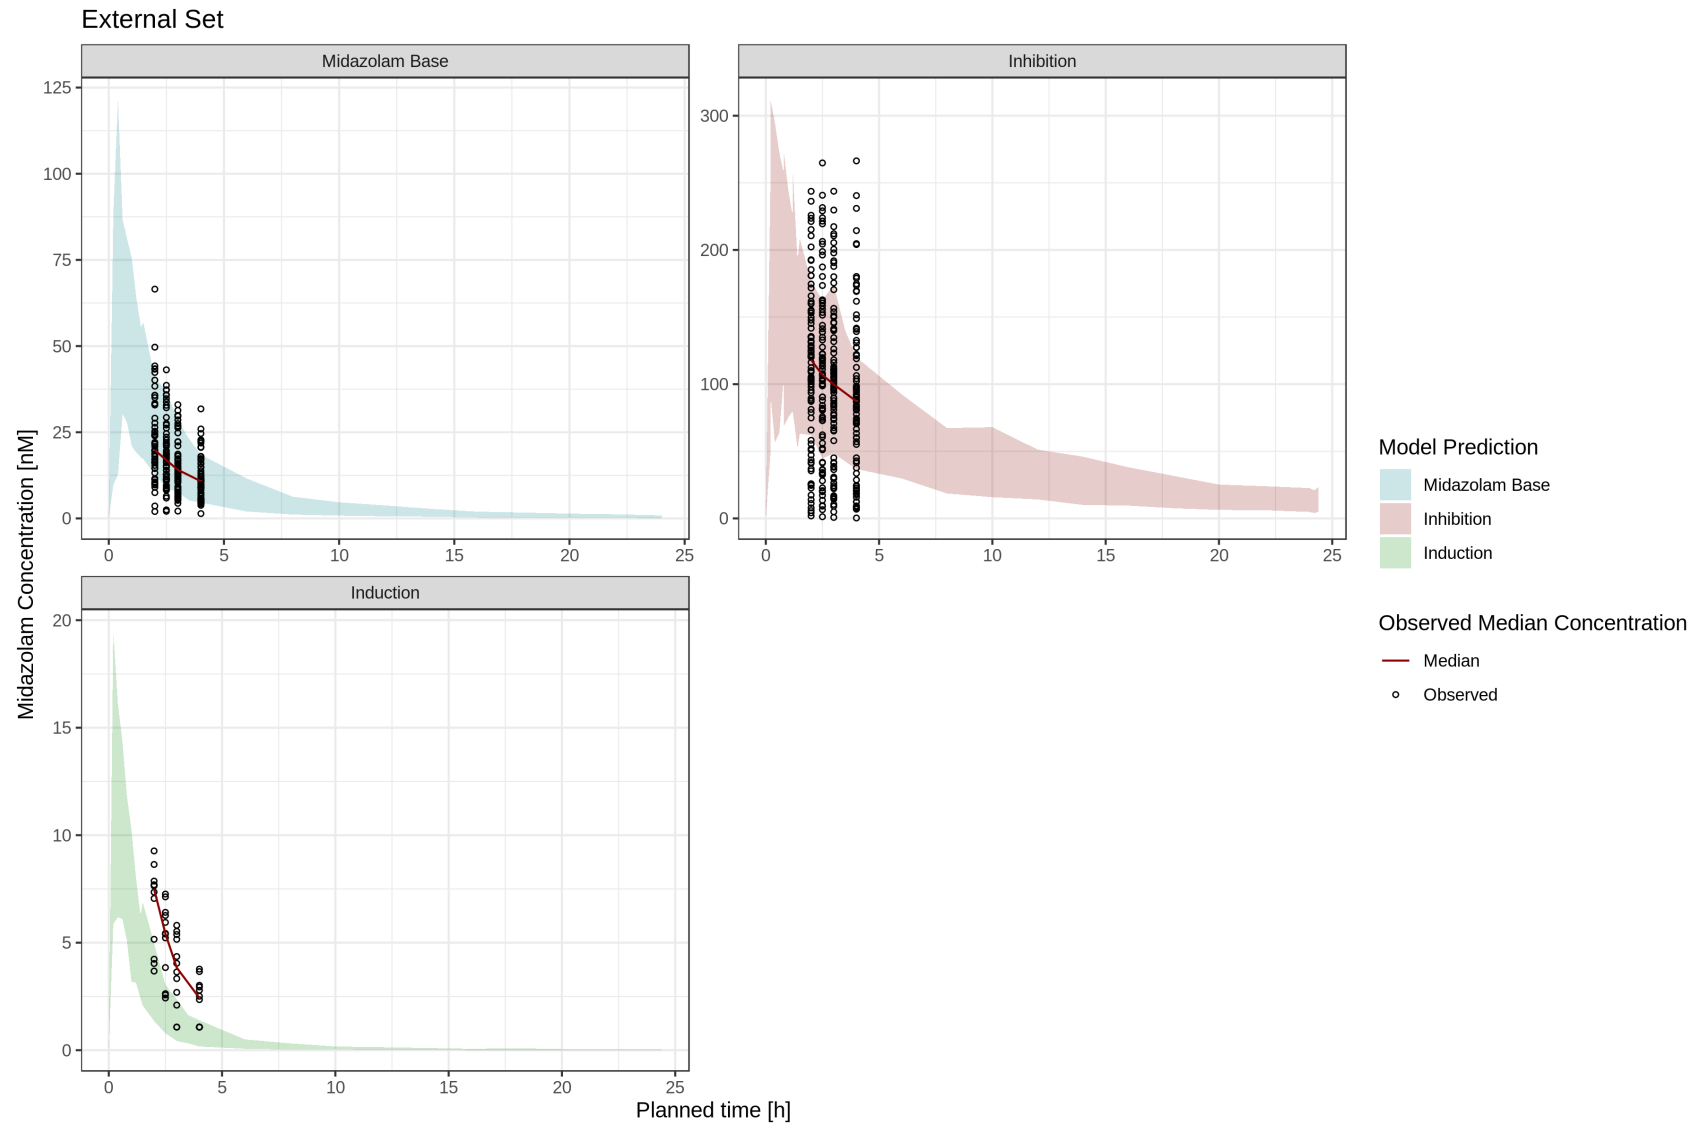 External Set
Midazolam Base
Inhibition
125
100
75
50
25
0
0 5 10 15 20 25
300
200
100
0
0 5 10 15 20 25
Induction
20
15
10
5
0
0 5 10 15 20 25
Midazolam Concentration [nM]
Planned time [h]
Model Prediction
Midazolam Base
Inhibition
Induction
Observed Median Concentration
Median
Observed